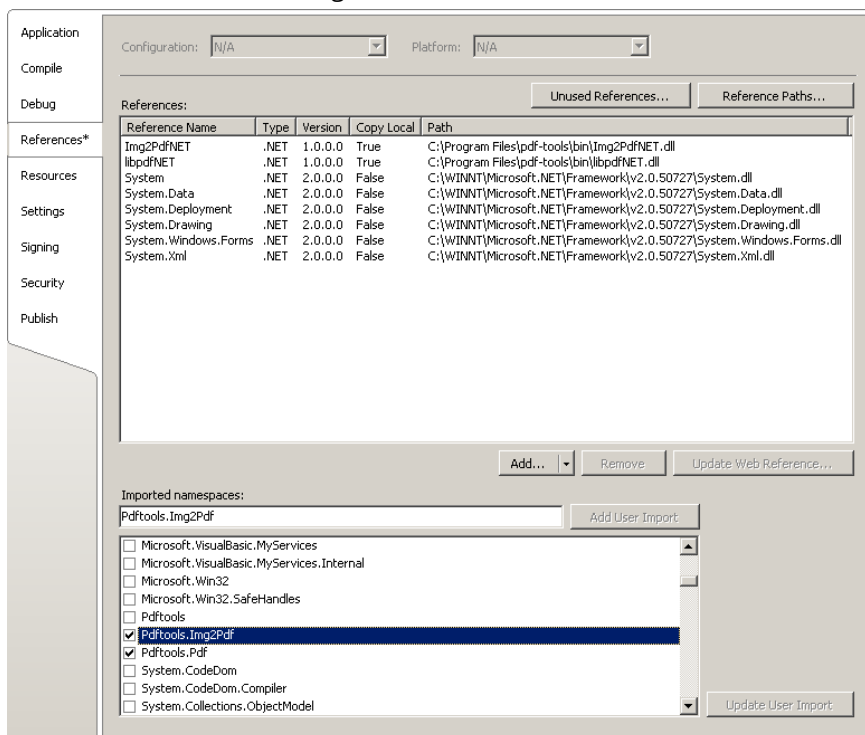 Application
Configuration: N/A Platform: N/A
Compile
Unused References... Reference Paths...
Debug
References:
Reference Name Type Version Copy Local Path
References*
Img2PdfNET .NET 1.0.0.0 True C:\Program Files\pdf-tools\bin\Img2PdfNET.dll
libpdfNET .NET 1.0.0.0 True C:\Program Files\pdf-tools\bin\libpdfNET.dll
Resources
System .NET 2.0.0.0 False C:\WINNT\Microsoft.NET\Framework\v2.0.50727\System.dll
System.Data .NET 2.0.0.0 False C:\WINNT\Microsoft.NET\Framework\v2.0.50727\System.Data.dll
System.Deployment .NET 2.0.0.0 False C:\WINNT\Microsoft.NET\Framework\v2.0.50727\System.Deployment.dll
Settings
System.Drawing .NET 2.0.0.0 False C:\WINNT\Microsoft.NET\Framework\v2.0.50727\System.Drawing.dll
System.Windows.Forms .NET 2.0.0.0 False C:\WINNT\Microsoft.NET\Framework\v2.0.50727\System.Windows.Forms.dll
System.Xml .NET 2.0.0.0 False C:\WINNT\Microsoft.NET\Framework\v2.0.50727\System.Xml.dll
Signing
Security
Publish
Add... Remove Update Web Reference...
Imported namespaces:
Pdftools.Img2Pdf Add User Import
Microsoft.VisualBasic.MyServices
Microsoft.VisualBasic.MyServices.Internal
Microsoft.Win32
Microsoft.Win32.SafeHandles
Pdftools
Pdftools.Img2Pdf
Pdftools.Pdf
System.CodeDom
System.CodeDom.Compiler
System.Collections.ObjectModel Update User Import